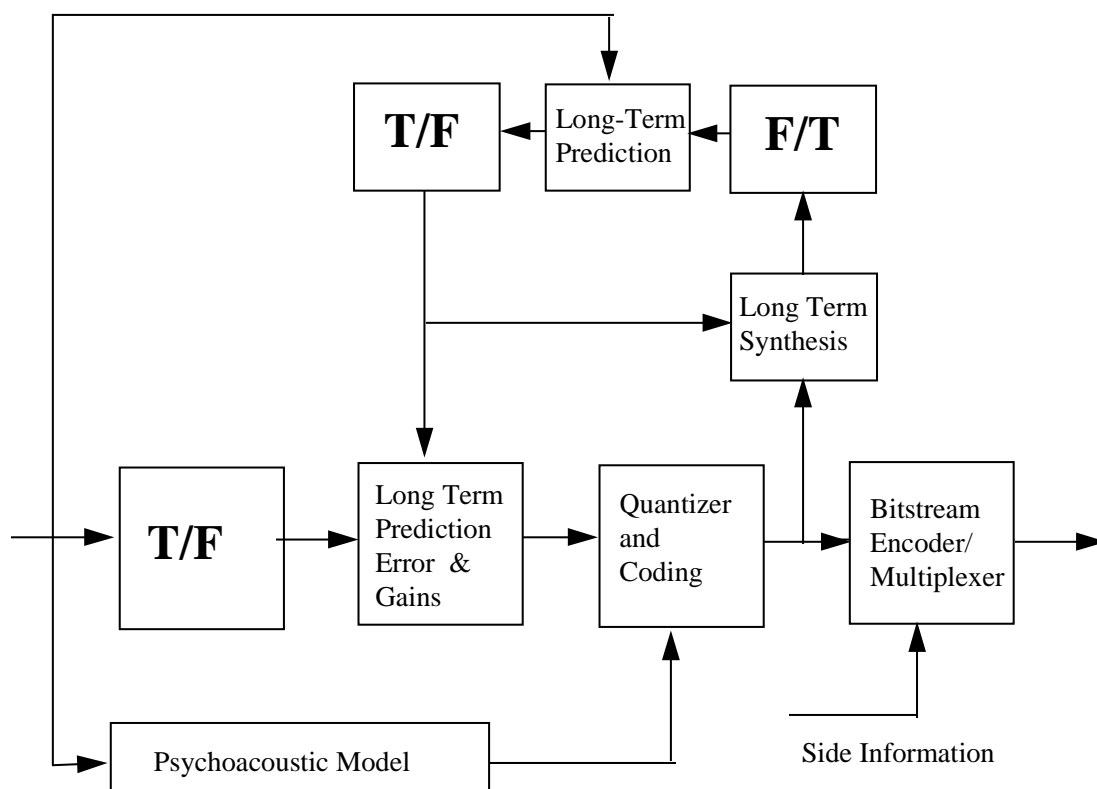 T/F
Long-Term
Prediction
F/T
Long Term
Synthesis
T/F
Long Term
Prediction
Error &
Gains
Quantizer
and
Coding
Bitstream
Encoder/
Multiplexer
Psychoacoustic Model
Side Information